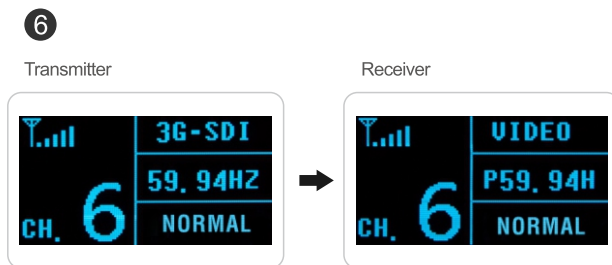 6
Transmitter
Receiver
3G-SDI
59.94HZ
CH. 6
NORMAL
VIDEO
P59.94H
CH. 6
NORMAL